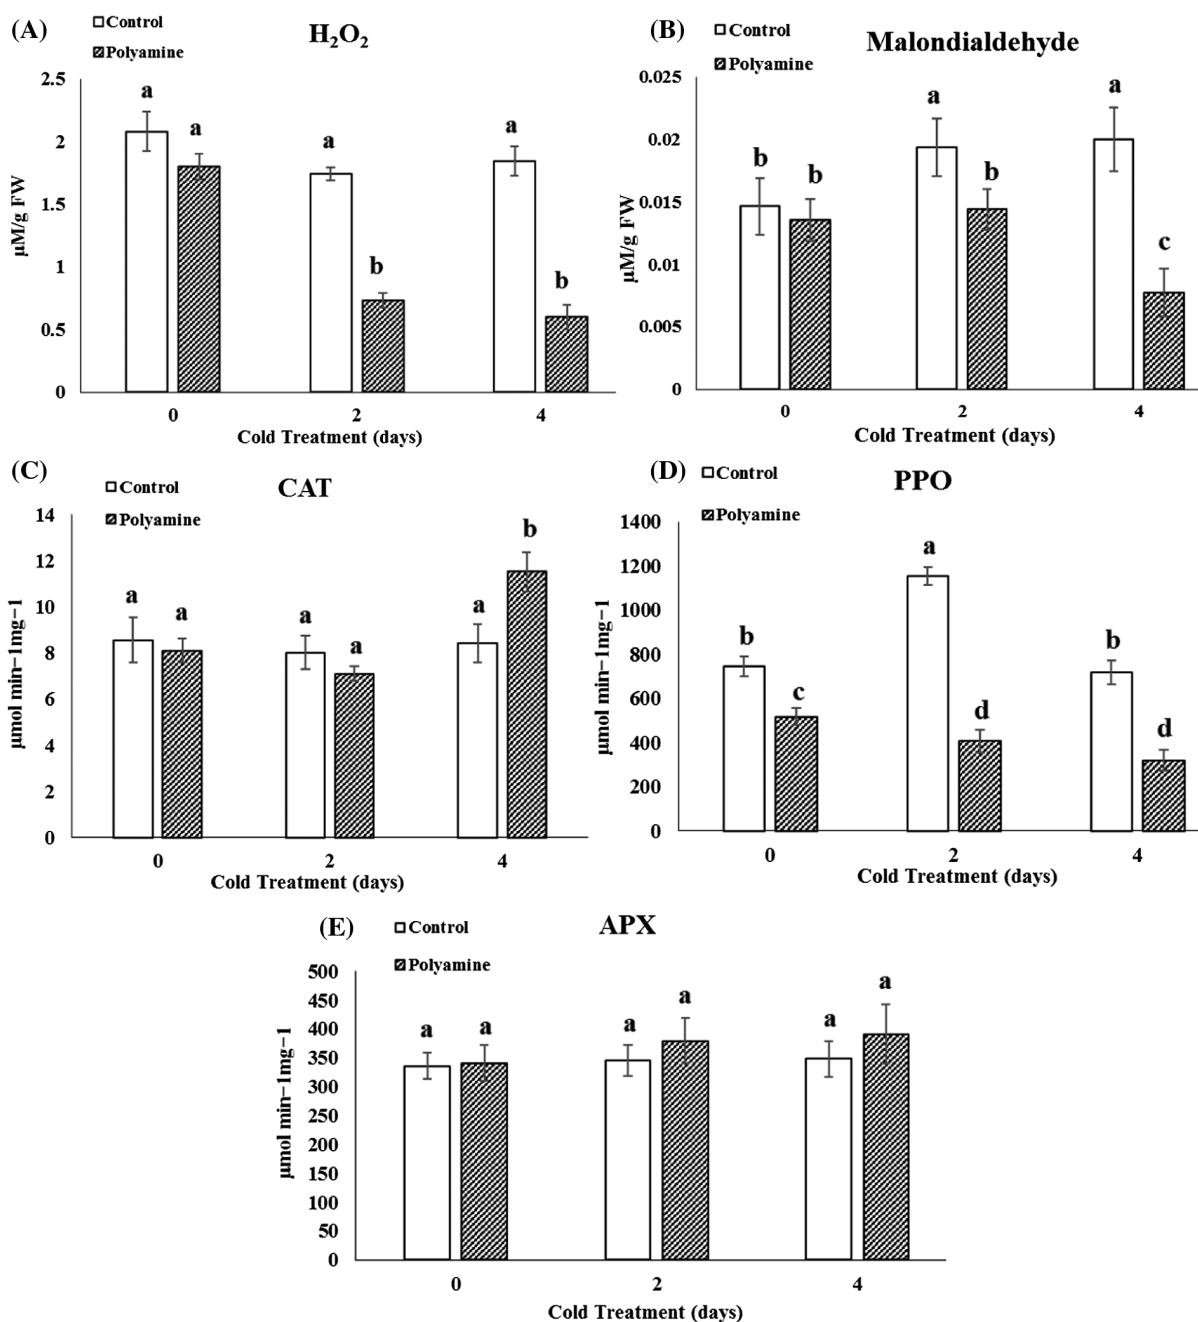 (A)
Control
Polyamine
H₂O₂
µM/g FW
2.5
2
1.5
1
0.5
0
a
a
a
b
a
b
0 2 4
Cold Treatment (days)
(B)
Control
Polyamine
Malondialdehyde
µM/g FW
0.025
0.02
0.015
0.01
0.005
0
b
b
a
b
a
c
0 2 4
Cold Treatment (days)
(C)
Control
Polyamine
CAT
µmol min−1mg−1
14
12
10
8
6
4
2
0
a
a
a
a
a
b
0 2 4
Cold Treatment (days)
(D)
Control
Polyamine
PPO
µmol min−1mg−1
1400
1200
1000
800
600
400
200
0
b
c
a
d
b
d
0 2 4
Cold Treatment (days)
(E)
Control
Polyamine
APX
µmol min−1mg−1
500
450
400
350
300
250
200
150
100
50
0
a
a
a
a
a
a
0 2 4
Cold Treatment (days)